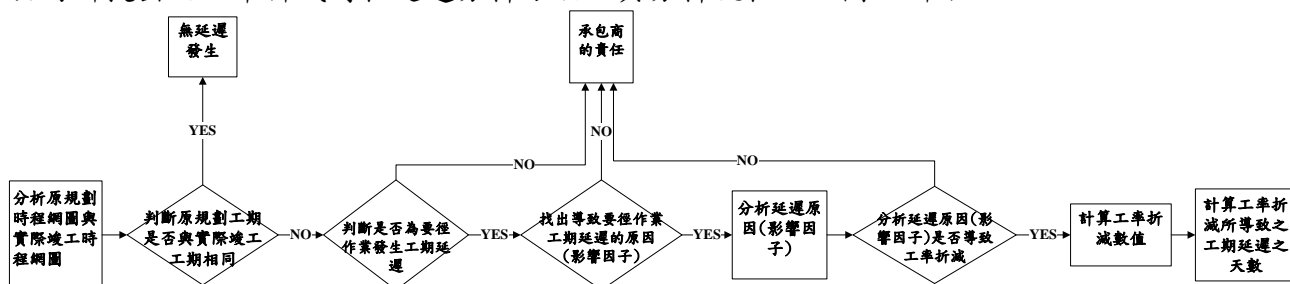 無延遲
發生
承包商
的責任
YES
NO
NO
NO
分析原規劃
時程網圖與
實際竣工時
程網圖
判斷原規劃工期
是否與實際竣工
工期相同
NO
判斷是否為要徑
作業發生工期延
遲
YES
找出導致要徑作業
工期延遲的原因
(影響因子)
YES
分析延遲原
因(影響因
子)
分析延遲原因(影
響因子)是否導致
工率折減
YES
計算工率折
減數值
計算工率折
減所導致之
工期延遲之
天數